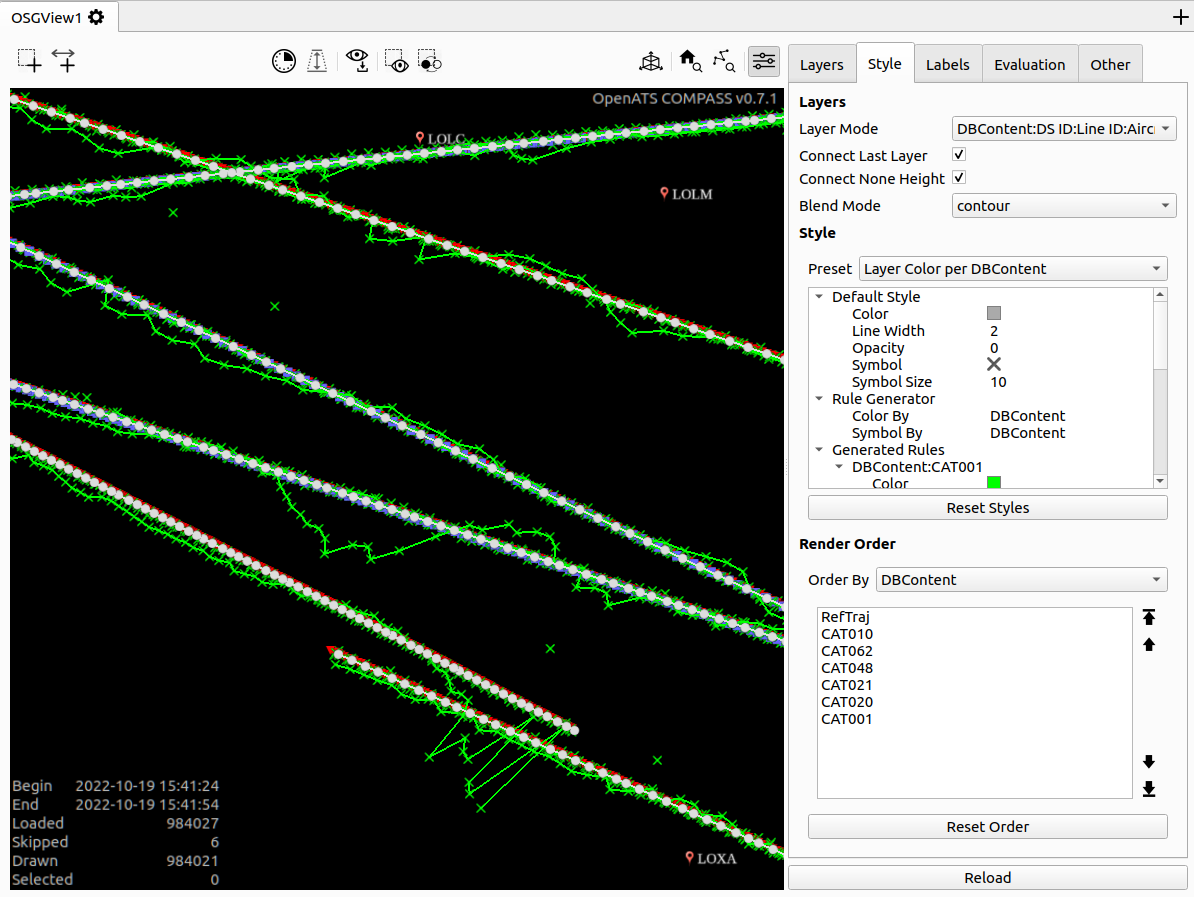 OSGView1
OpenATS COMPASS v0.7.1
LOLG
LOLM
LOXA
Begin 2022-10-19 15:41:24
End 2022-10-19 15:41:54
Loaded 984027
Skipped 6
Drawn 984021
Selected 0
Layers Style Labels Evaluation Other
Layers
Layer Mode DBContent:DS ID:Line ID:Airc
Connect Last Layer
Connect None Height
Blend Mode contour
Style
Preset Layer Color per DBContent
Default Style
Color
Line Width 2
Opacity 0
Symbol
Symbol Size 10
Rule Generator
Color By DBContent
Symbol By DBContent
Generated Rules
DBContent:CAT001
Color
Reset Styles
Render Order
Order By DBContent
RefTraj
CAT010
CAT062
CAT048
CAT021
CAT020
CAT001
Reset Order
Reload